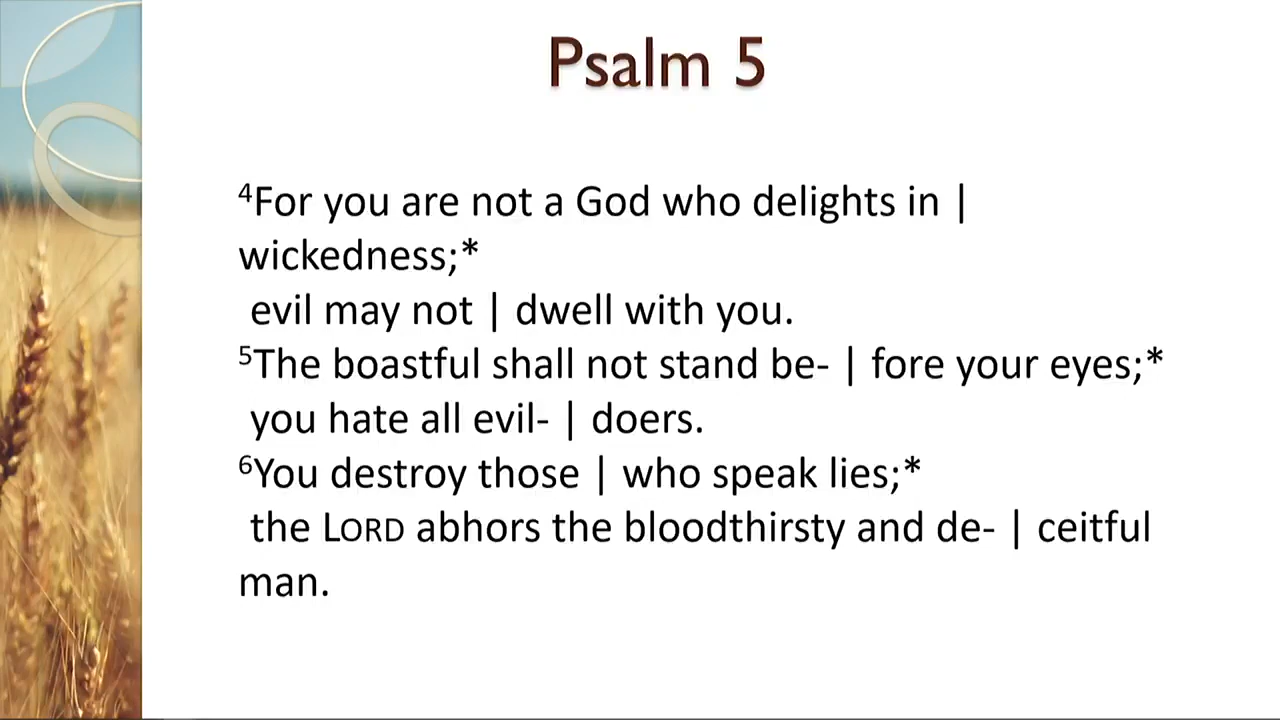 Psalm 5
⁴For you are not a God who delights in |
wickedness;*
evil may not | dwell with you.
⁵The boastful shall not stand be- | fore your eyes;*
you hate all evil- | doers.
⁶You destroy those | who speak lies;*
the LORD abhors the bloodthirsty and de- | ceitful
man.